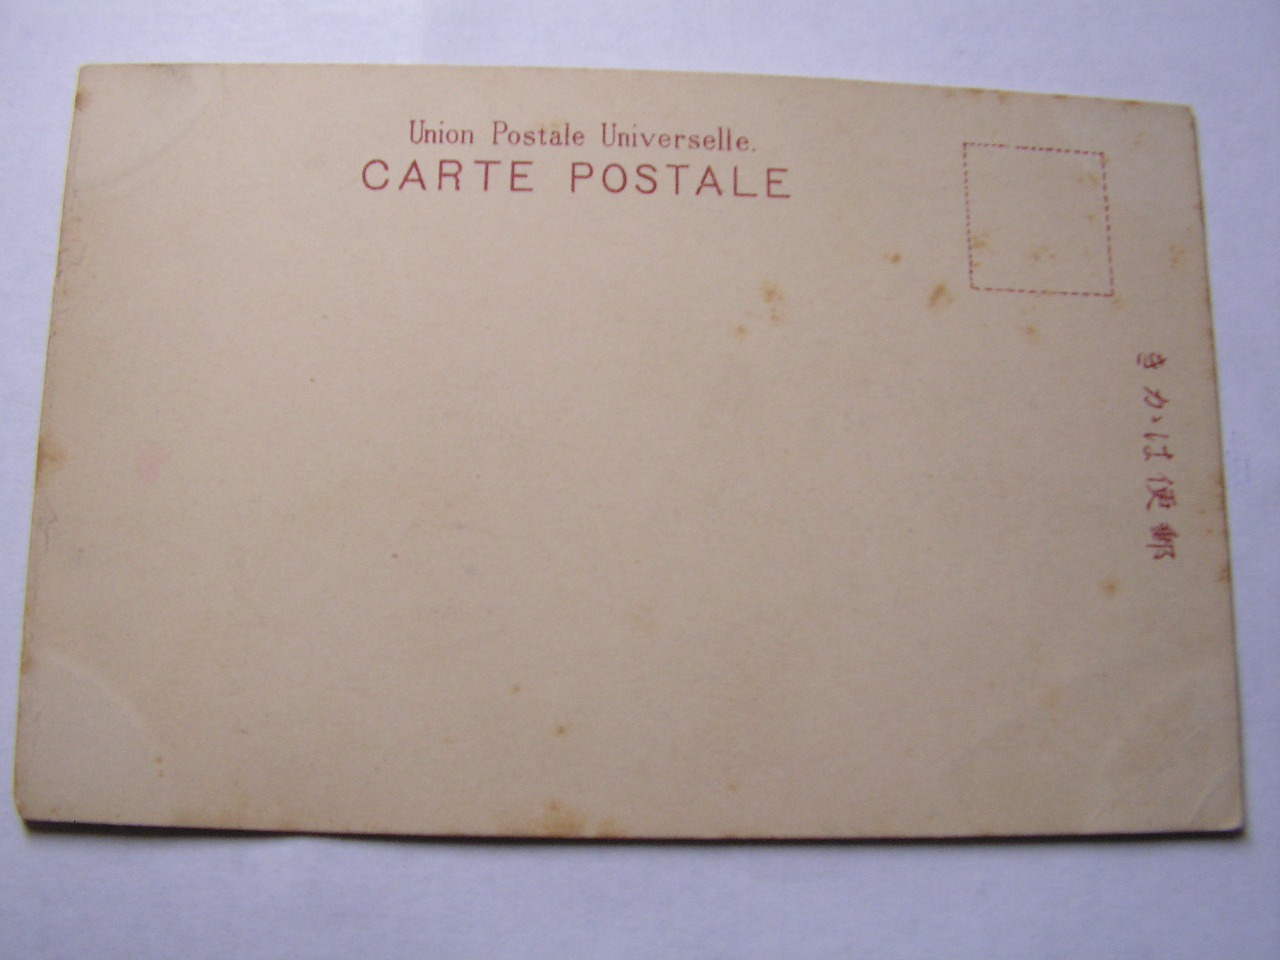 Union Postale Universelle.
CARTE POSTALE
郵便はかき